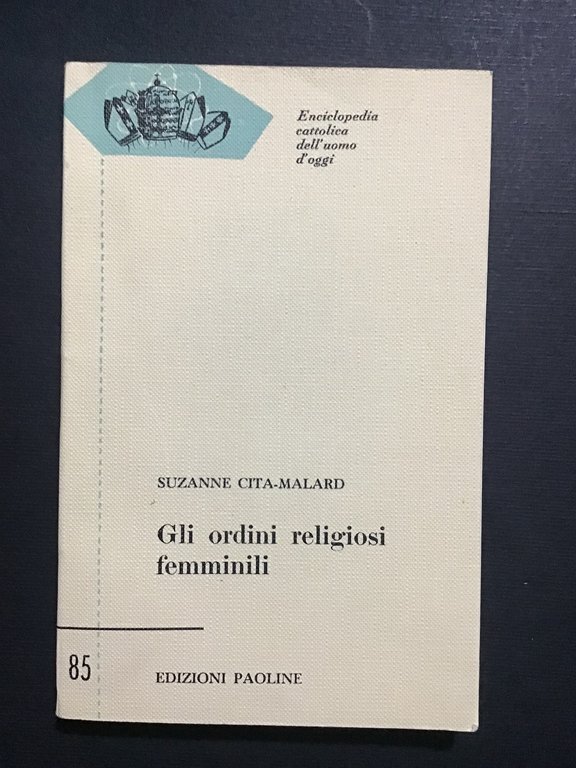 Enciclopedia
cattolica
dell'uomo
d'oggi
SUZANNE CITA-MALARD
Gli ordini religiosi
femminili
85
EDIZIONI PAOLINE